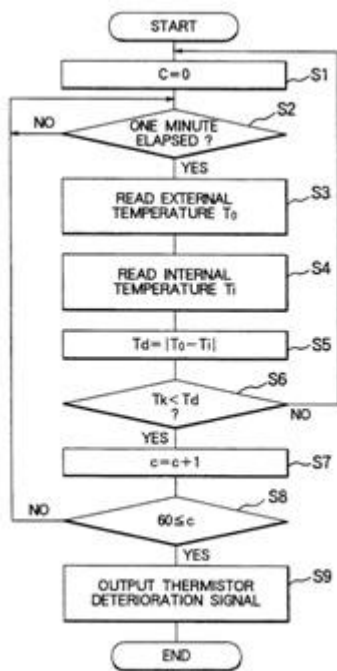 START
C=0 S1
S2
NO ONE MINUTE
ELAPSED ?
YES
READ EXTERNAL S3
TEMPERATURE T₀
READ INTERNAL S4
TEMPERATURE Ti
Td=|T₀-Ti| S5
S6
Tk<Td
?
NO
YES
c=c+1 S7
S8
NO 60≤c
YES
OUTPUT THERMISTOR S9
DETERIORATION SIGNAL
END